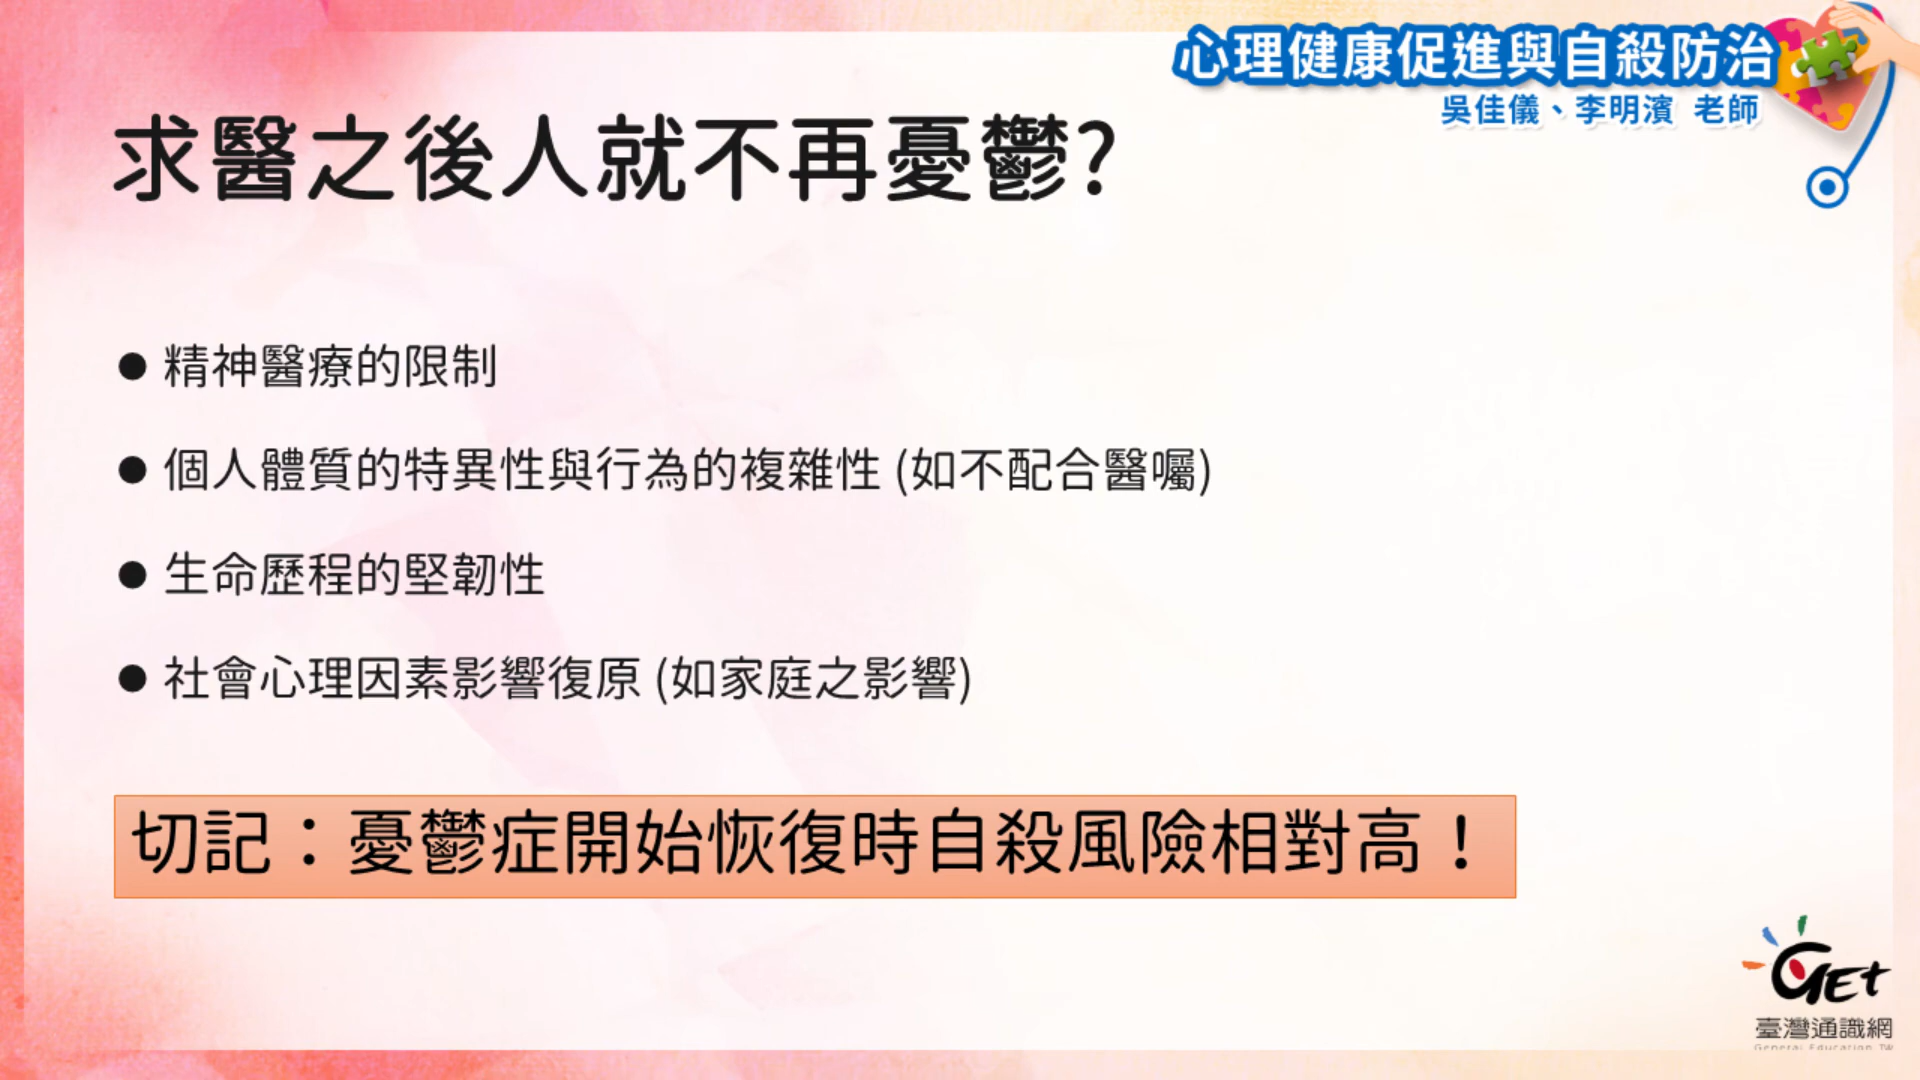 心理健康促進與自殺防治
吳佳儀、李明濱 老師
求醫之後人就不再憂鬱?
● 精神醫療的限制
● 個人體質的特異性與行為的複雜性 (如不配合醫囑)
● 生命歷程的堅韌性
● 社會心理因素影響復原 (如家庭之影響)
切記：憂鬱症開始恢復時自殺風險相對高！
GEt
臺灣通識網
General Education TW